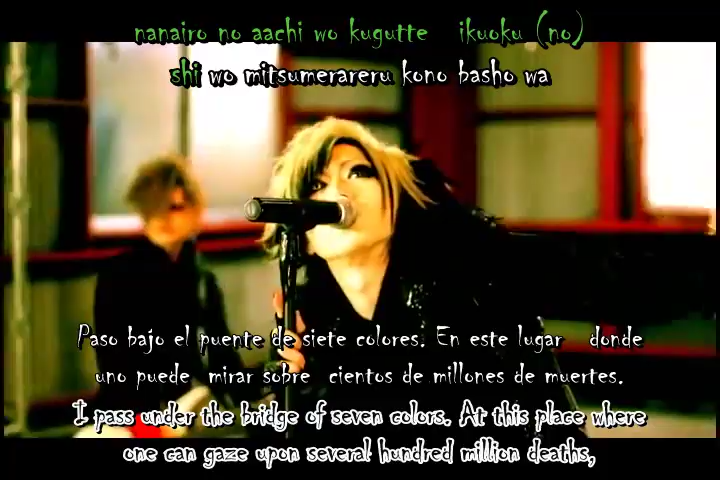 nanairo no aachi wo kugutte ikuoku (no)
shi wo mitsumerareru kono basho wa
Paso bajo el puente de siete colores. En este lugar donde
uno puede mirar sobre cientos de millones de muertes.
I pass under the bridge of seven colors. At this place where
one can gaze upon several hundred million deaths,